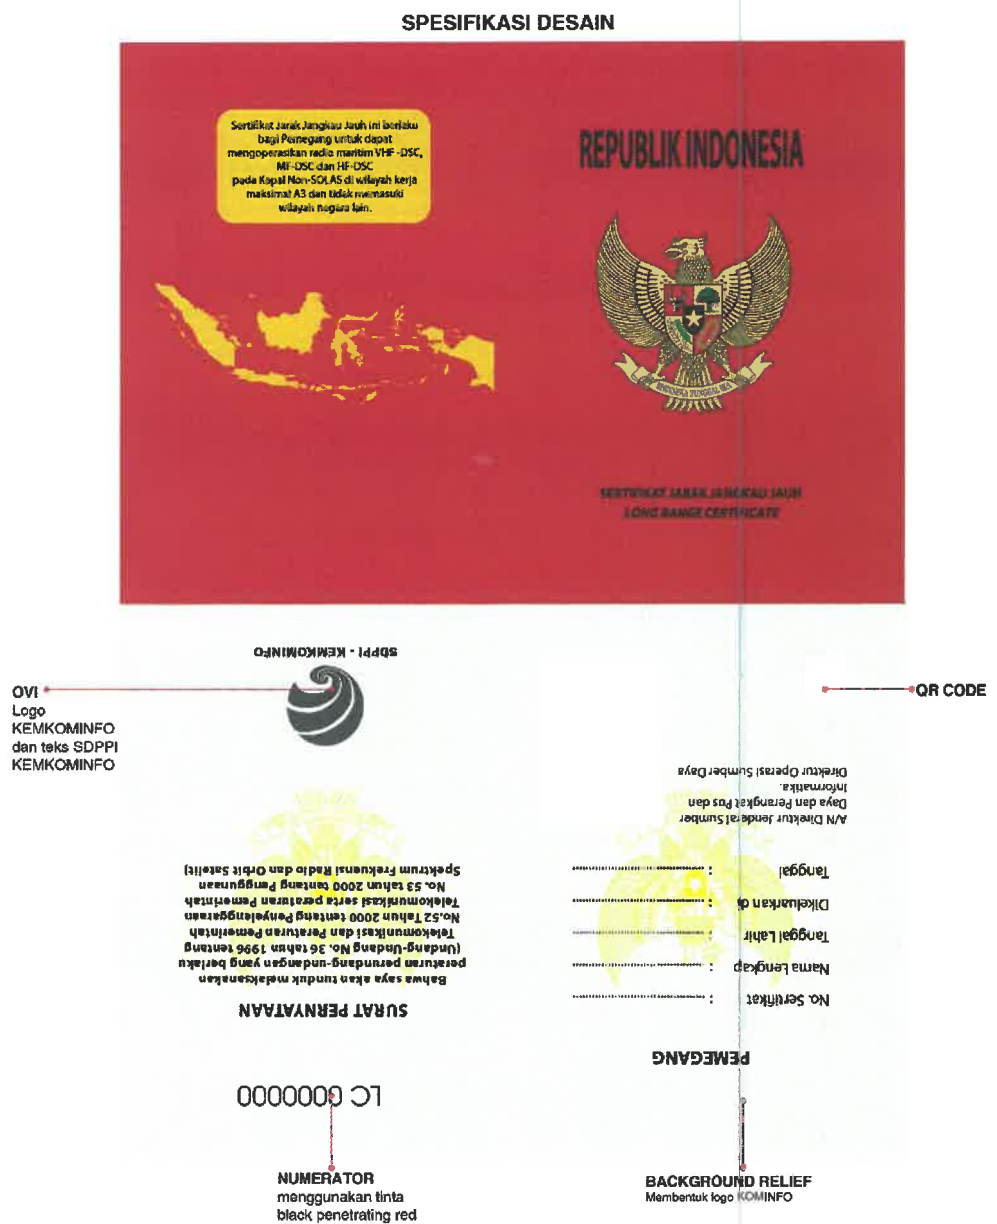 SPESIFIKASI DESAIN
Sertifikat Jarak Jangkau Jauh ini berlaku
bagi Pemegang untuk dapat
mengoperasikan radio maritim VHF -DSC,
MF-DSC dan HF-DSC
pada Kapal Non-SOLAS di wilayah kerja
maksimal A3 dan tidak memasuki
wilayah negara lain.
REPUBLIK INDONESIA
BHINNEKA TUNGGAL IKA
SERTIFIKAT JARAK JANGKAU JAUH
LONG RANGE CERTIFICATE
OVI
Logo
KEMKOMINFO
dan teks SDPPI
KEMKOMINFO
QR CODE
LC 0000000
SURAT PERNYATAAN
Bahwa saya akan tunduk melaksanakan
peraturan perundang-undangan yang berlaku
(Undang-Undang No. 36 tahun 1996 tentang
Telekomunikasi dan Peraturan Pemerintah
No.52 Tahun 2000 tentang Penyelenggaraan
Telekomunikasi serta peraturan Pemerintah
No. 53 tahun 2000 tentang Penggunaan
Spektrum Frekuensi Radio dan Orbit Satelit)
SDPPI - KEMKOMINFO
PEMEGANG
No. Sertifikat : ..............................
Nama Lengkap : ..............................
Tanggal Lahir : ..............................
Dikeluarkan di : ..............................
Tanggal : ..............................
A/N Direktur Jenderal Sumber
Daya dan Perangkat Pos dan
Informatika.
Direktur Operasi Sumber Daya
NUMERATOR
menggunakan tinta
black penetrating red
BACKGROUND RELIEF
Membentuk logo KOMINFO